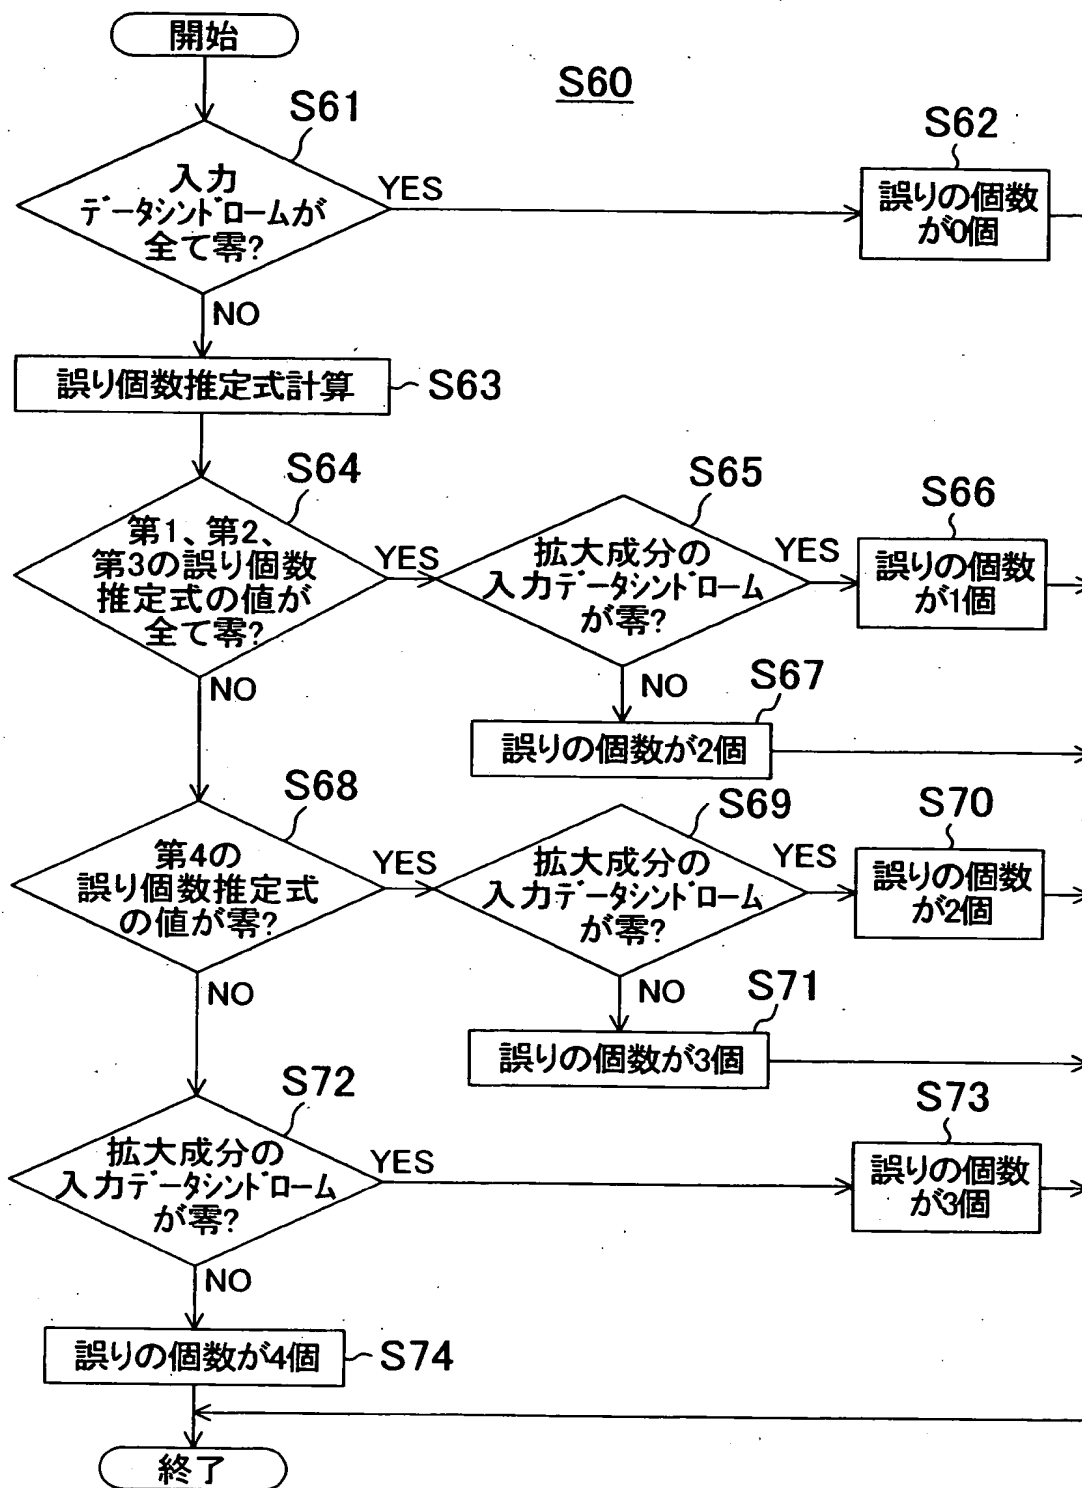 開始
S60
S61
入力
データシンドロームが
全て零?
YES
S62
誤りの個数
が0個
NO
誤り個数推定式計算
S63
S64
第1、第2、
第3の誤り個数
推定式の値が
全て零?
YES
S65
拡大成分の
入力データシンドローム
が零?
YES
S66
誤りの個数
が1個
NO
NO
S67
誤りの個数が2個
S68
第4の
誤り個数推定式
の値が零?
YES
S69
拡大成分の
入力データシンドローム
が零?
YES
S70
誤りの個数
が2個
NO
NO
S71
誤りの個数が3個
S72
拡大成分の
入力データシンドローム
が零?
YES
S73
誤りの個数
が3個
NO
誤りの個数が4個
S74
終了